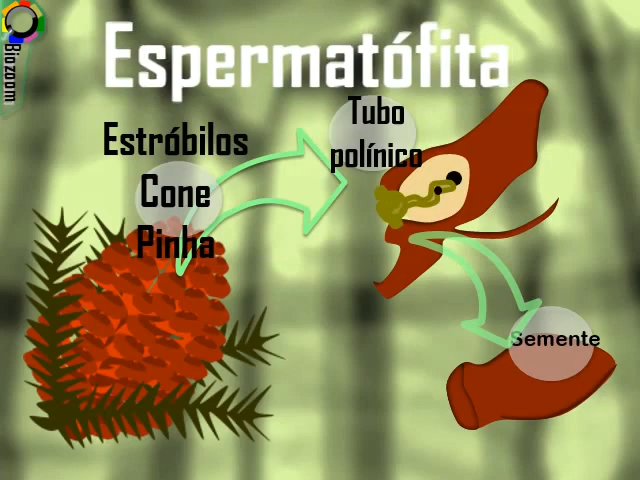 Espermatófita
Biozoom
Estróbilos
Cone
Pinha
Tubo
polínico
Semente